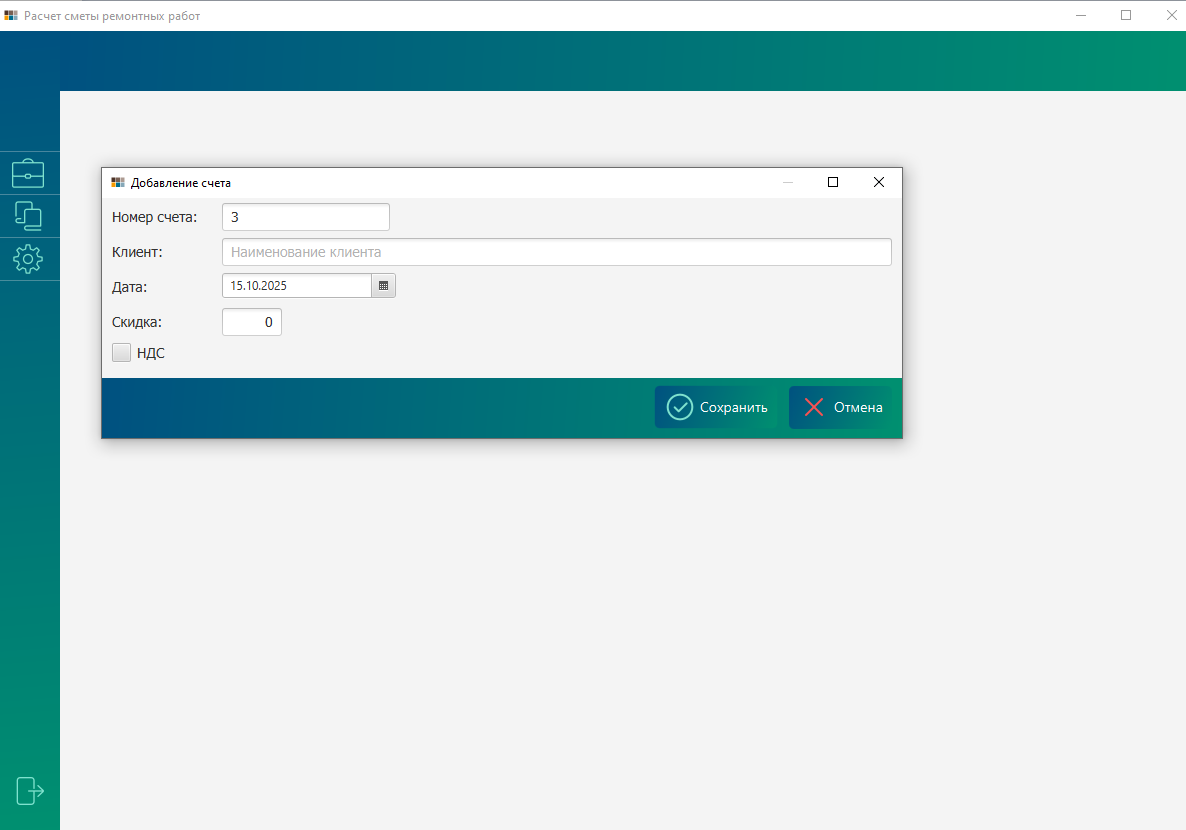 Расчет сметы ремонтных работ
Добавление счета
Номер счета: 3
Клиент: Наименование клиента
Дата: 15.10.2025
Скидка: 0
НДС
Сохранить Отмена